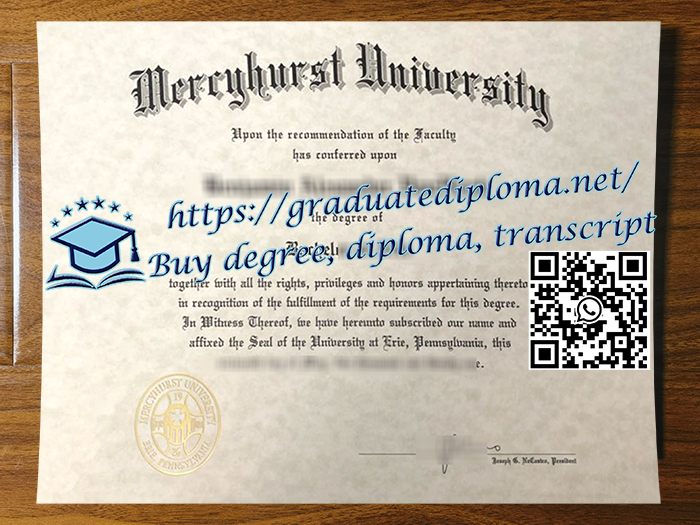 Mercyhurst University
Upon the recommendation of the Faculty
has conferred upon
https://graduatediploma.net/
the degree of
Buy degree, diploma, transcript
together with all the rights, privileges and honors appertaining thereto
in recognition of the fulfillment of the requirements for this degree.
In Witness Thereof, we have hereunto subscribed our name and
affixed the Seal of the University at Erie, Pennsylvania, this
MERCYHURST UNIVERSITY
19 26
ERIE, PENNSYLVANIA
President